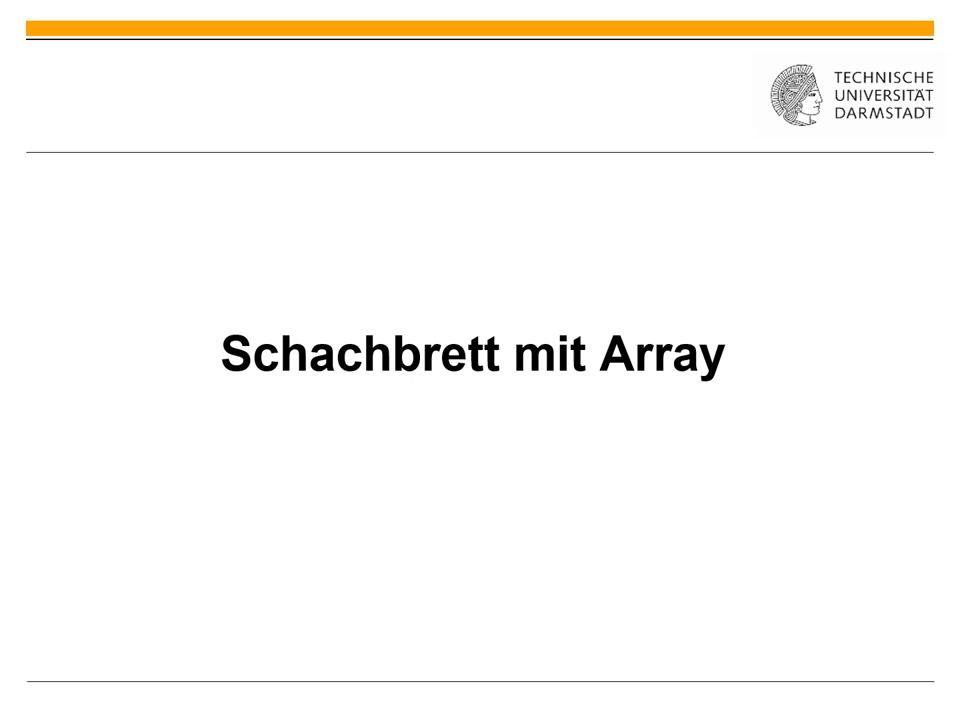 TECHNISCHE
UNIVERSITÄT
DARMSTADT
Schachbrett mit Array